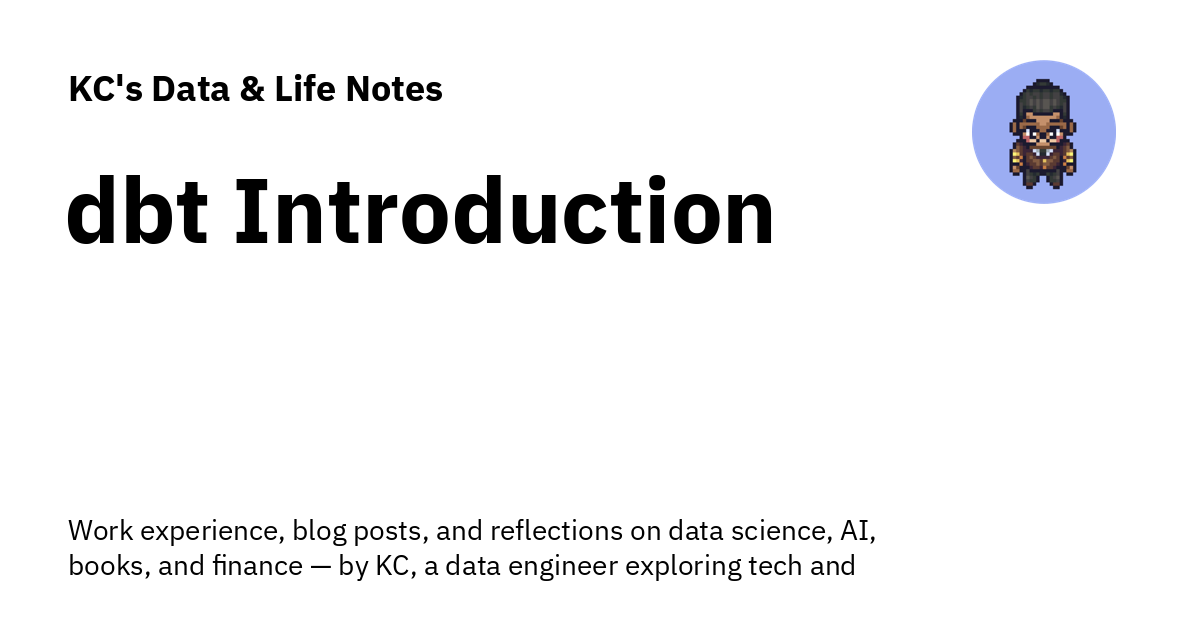 KC's Data & Life Notes
dbt Introduction
Work experience, blog posts, and reflections on data science, AI,
books, and finance — by KC, a data engineer exploring tech and